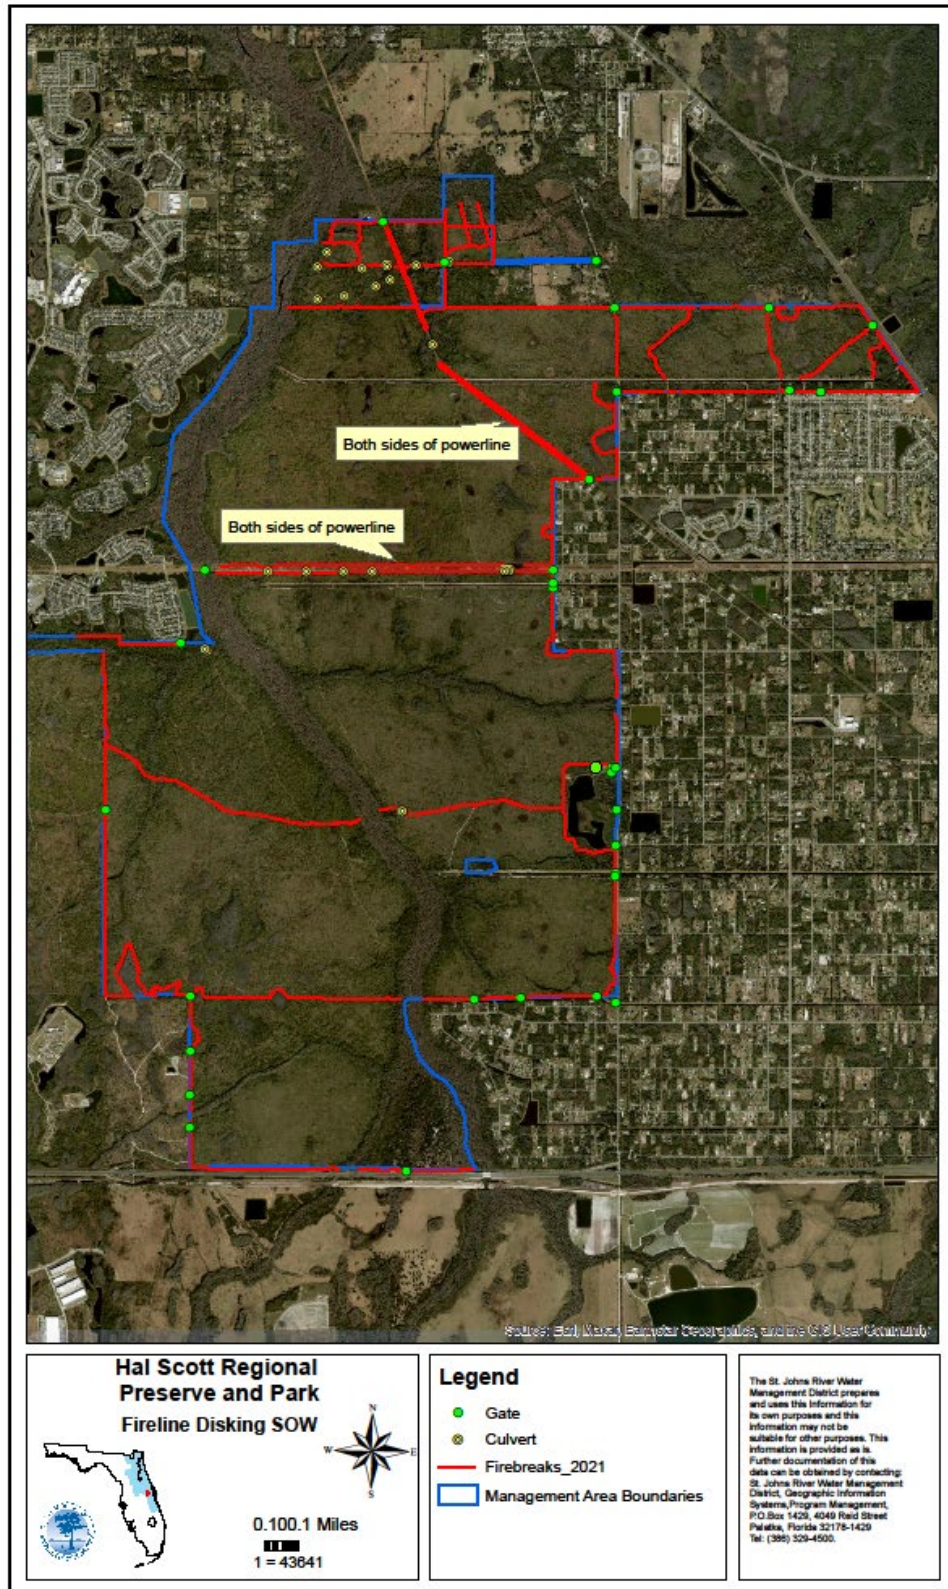 Both sides of powerline
Both sides of powerline
Source: Esri, Maxar, Earthstar Geographics, and the GIS User Community
Hal Scott Regional
Preserve and Park
Fireline Disking SOW
N
W
E
S
0.100.1 Miles
1 = 43641
Legend
Gate
Culvert
Firebreaks_2021
Management Area Boundaries
The St. Johns River Water
Management District prepares
and uses this information for
its own purposes and this
information may not be
suitable for other purposes. This
information is provided as is.
Further documentation of this
data can be obtained by contacting:
St. Johns River Water Management
District, Geographic Information
Systems,Program Management,
P.O.Box 1429, 4049 Reid Street
Palatka, Florida 32178-1429
Tel: (386) 329-4500.